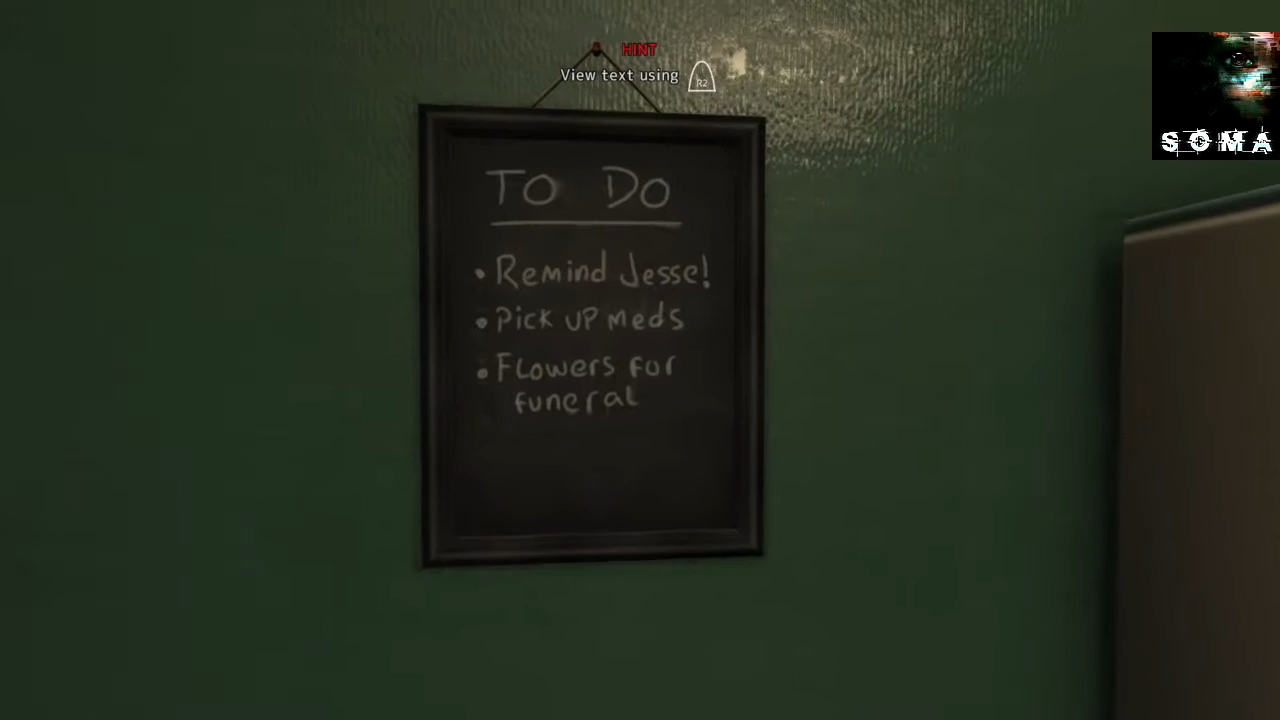 HINT
View text using R2
TO DO
• Remind Jesse!
• Pick up meds
• Flowers for
funeral
SOMA